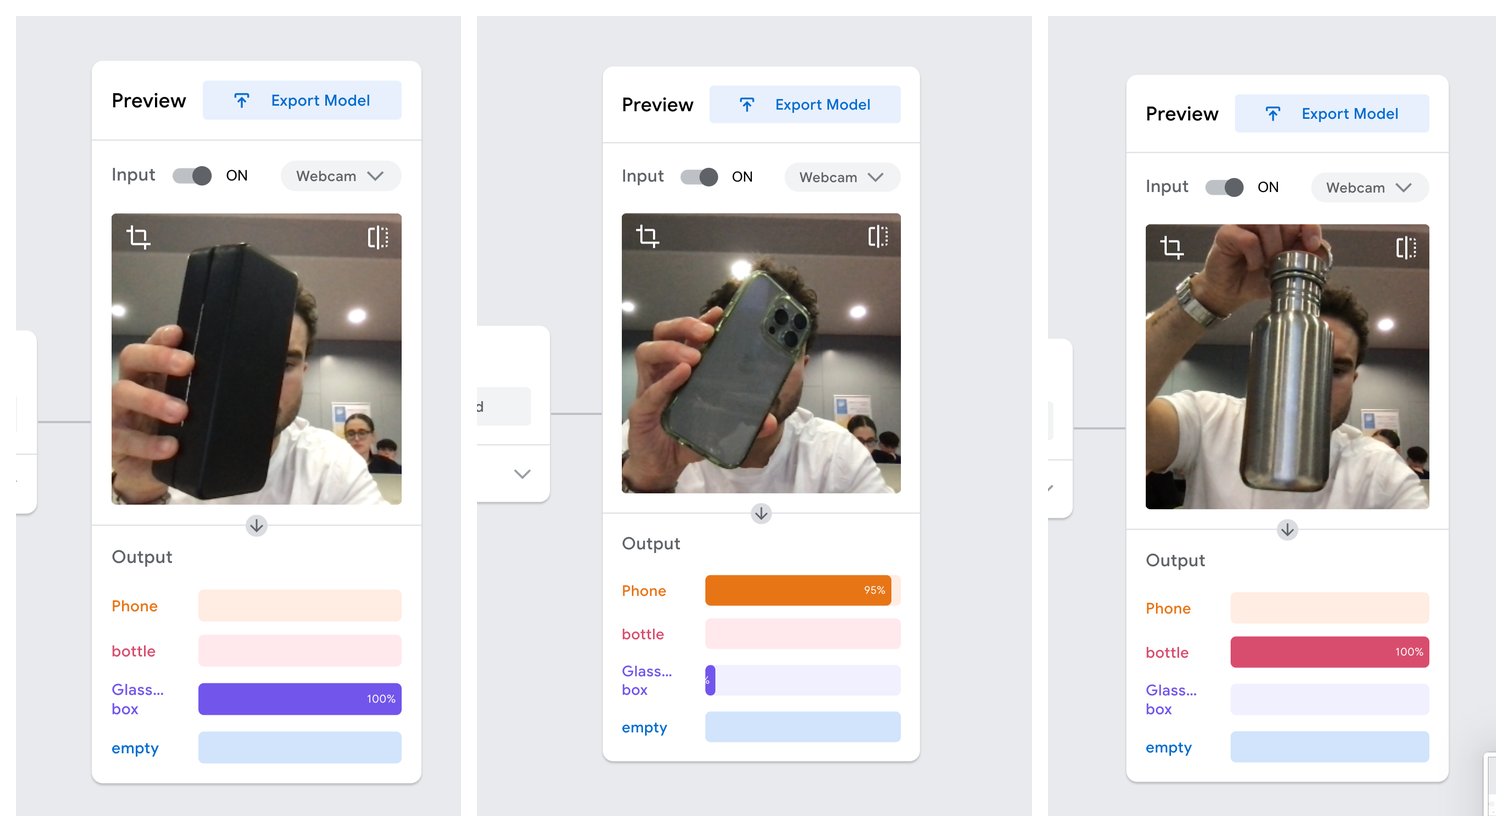 Preview
Export Model
Input
ON
Webcam
Output
Phone
bottle
Glass...
box
100%
empty
Preview
Export Model
Input
ON
Webcam
d
Output
Phone
95%
bottle
Glass...
box
%
empty
Preview
Export Model
Input
ON
Webcam
Output
Phone
bottle
100%
Glass...
box
empty